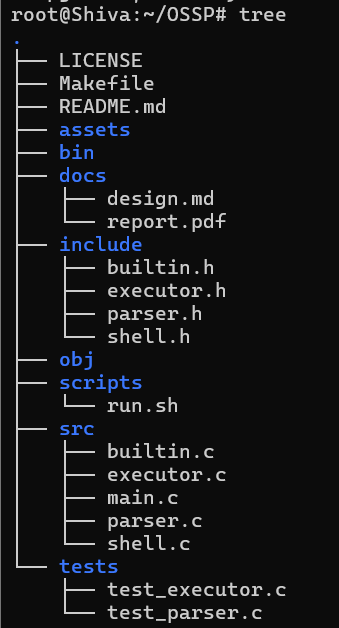 root@Shiva:~/OSSP# tree
.
├── LICENSE
├── Makefile
├── README.md
├── assets
├── bin
├── docs
│   ├── design.md
│   └── report.pdf
├── include
│   ├── builtin.h
│   ├── executor.h
│   ├── parser.h
│   └── shell.h
├── obj
├── scripts
│   └── run.sh
├── src
│   ├── builtin.c
│   ├── executor.c
│   ├── main.c
│   ├── parser.c
│   └── shell.c
└── tests
    ├── test_executor.c
    └── test_parser.c